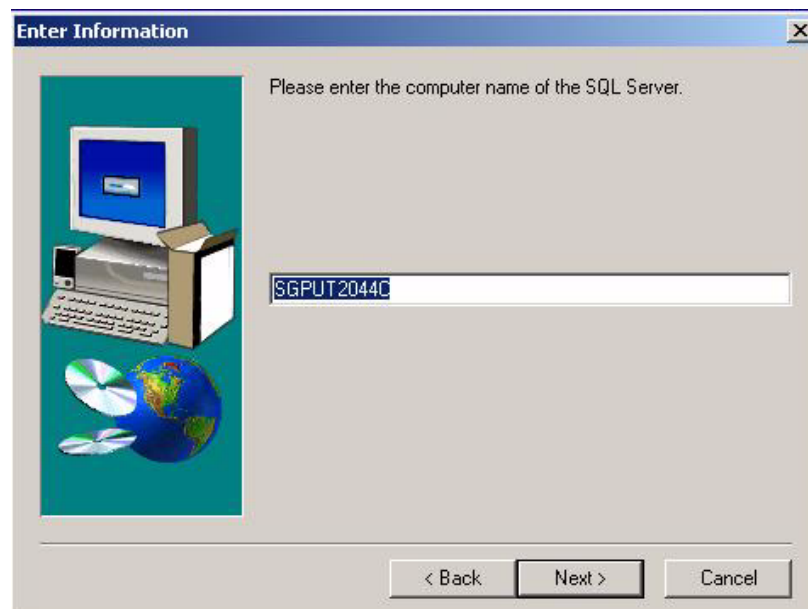 Enter Information
Please enter the computer name of the SQL Server.
SGPUT2044C
< Back Next > Cancel